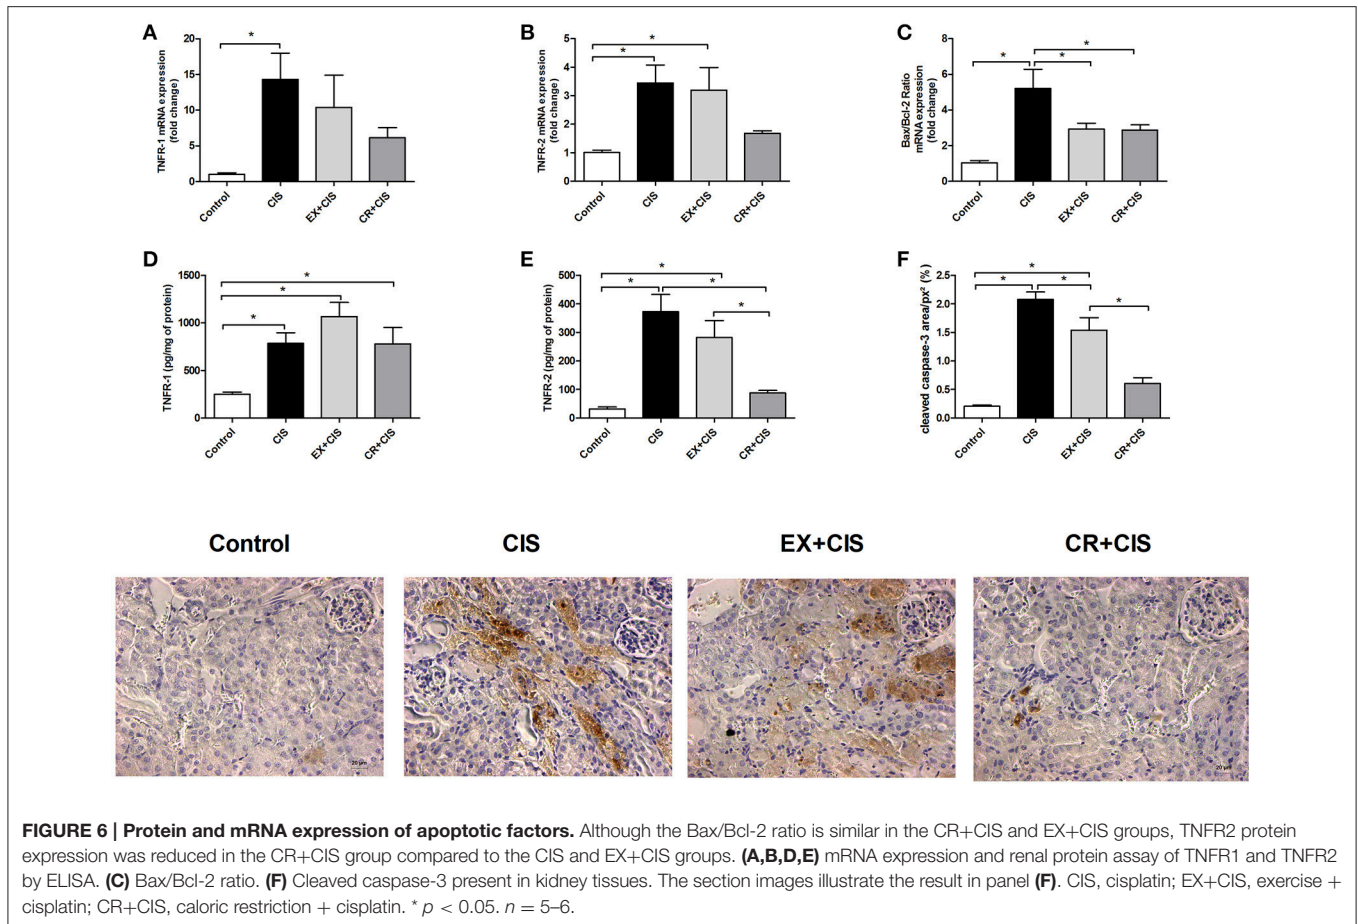 A
TNFR-1 mRNA expression
(fold change)
20
15
10
5
0
*
Control
CIS
EX+CIS
CR+CIS
B
TNFR-2 mRNA expression
(fold change)
5
4
3
2
1
0
*
*
Control
CIS
EX+CIS
CR+CIS
C
Bax/Bcl-2 Ratio
mRNA expression
(fold change)
8
6
4
2
0
*
*
*
Control
CIS
EX+CIS
CR+CIS
D
TNFR-1 (pg/mg of protein)
1500
1000
500
0
*
*
*
Control
CIS
EX+CIS
CR+CIS
E
TNFR-2 (pg/mg of protein)
500
400
300
200
100
0
*
*
*
*
Control
CIS
EX+CIS
CR+CIS
F
cleaved caspase-3 area/px² (%)
2.5
2.0
1.5
1.0
0.5
0.0
*
*
*
*
Control
CIS
EX+CIS
CR+CIS
Control
CIS
EX+CIS
CR+CIS
20 µm
20 µm
FIGURE 6 | Protein and mRNA expression of apoptotic factors. Although the Bax/Bcl-2 ratio is similar in the CR+CIS and EX+CIS groups, TNFR2 protein
expression was reduced in the CR+CIS group compared to the CIS and EX+CIS groups. (A,B,D,E) mRNA expression and renal protein assay of TNFR1 and TNFR2
by ELISA. (C) Bax/Bcl-2 ratio. (F) Cleaved caspase-3 present in kidney tissues. The section images illustrate the result in panel (F). CIS, cisplatin; EX+CIS, exercise +
cisplatin; CR+CIS, caloric restriction + cisplatin. * p < 0.05. n = 5–6.